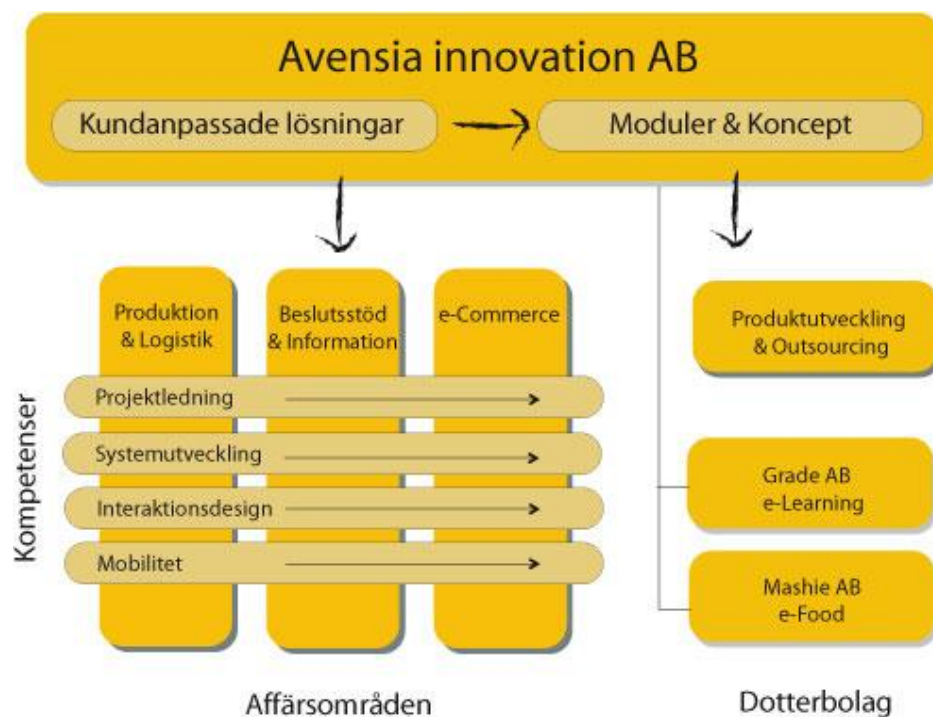 Avensia innovation AB
Kundanpassade lösningar
Moduler & Koncept
Produktion
& Logistik
Beslutsstöd
& Information
e-Commerce
Produktutveckling
& Outsourcing
Kompetenser
Projektledning
Systemutveckling
Interaktionsdesign
Mobilitet
Grade AB
e-Learning
Mashie AB
e-Food
Affärsområden
Dotterbolag